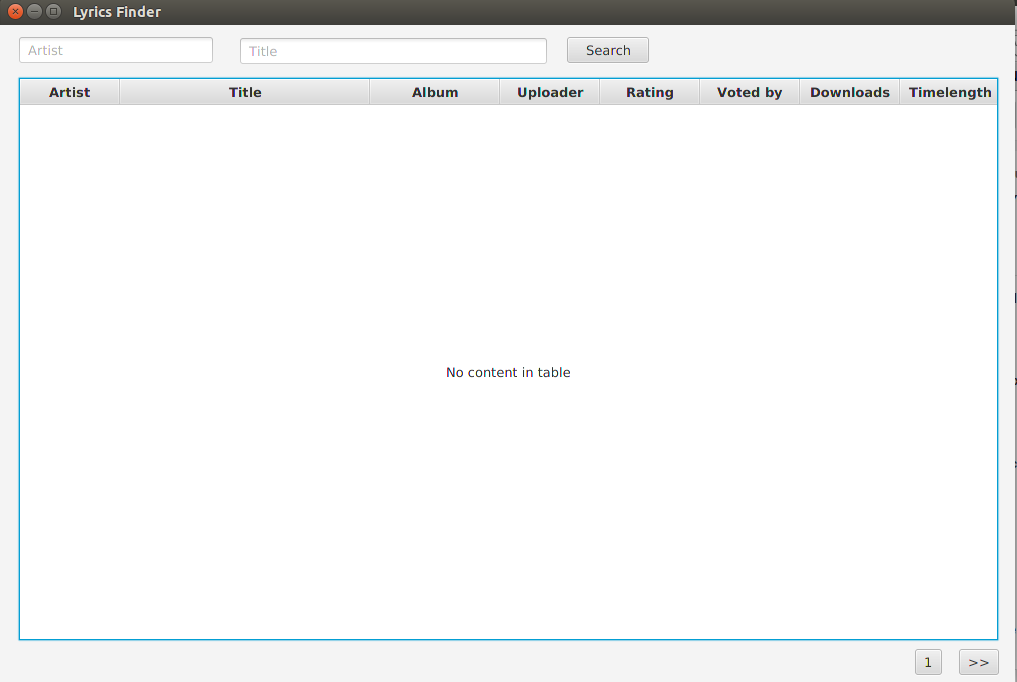 Lyrics Finder
Artist Title Search
Artist Title Album Uploader Rating Voted by Downloads Timelength
No content in table
1 >>